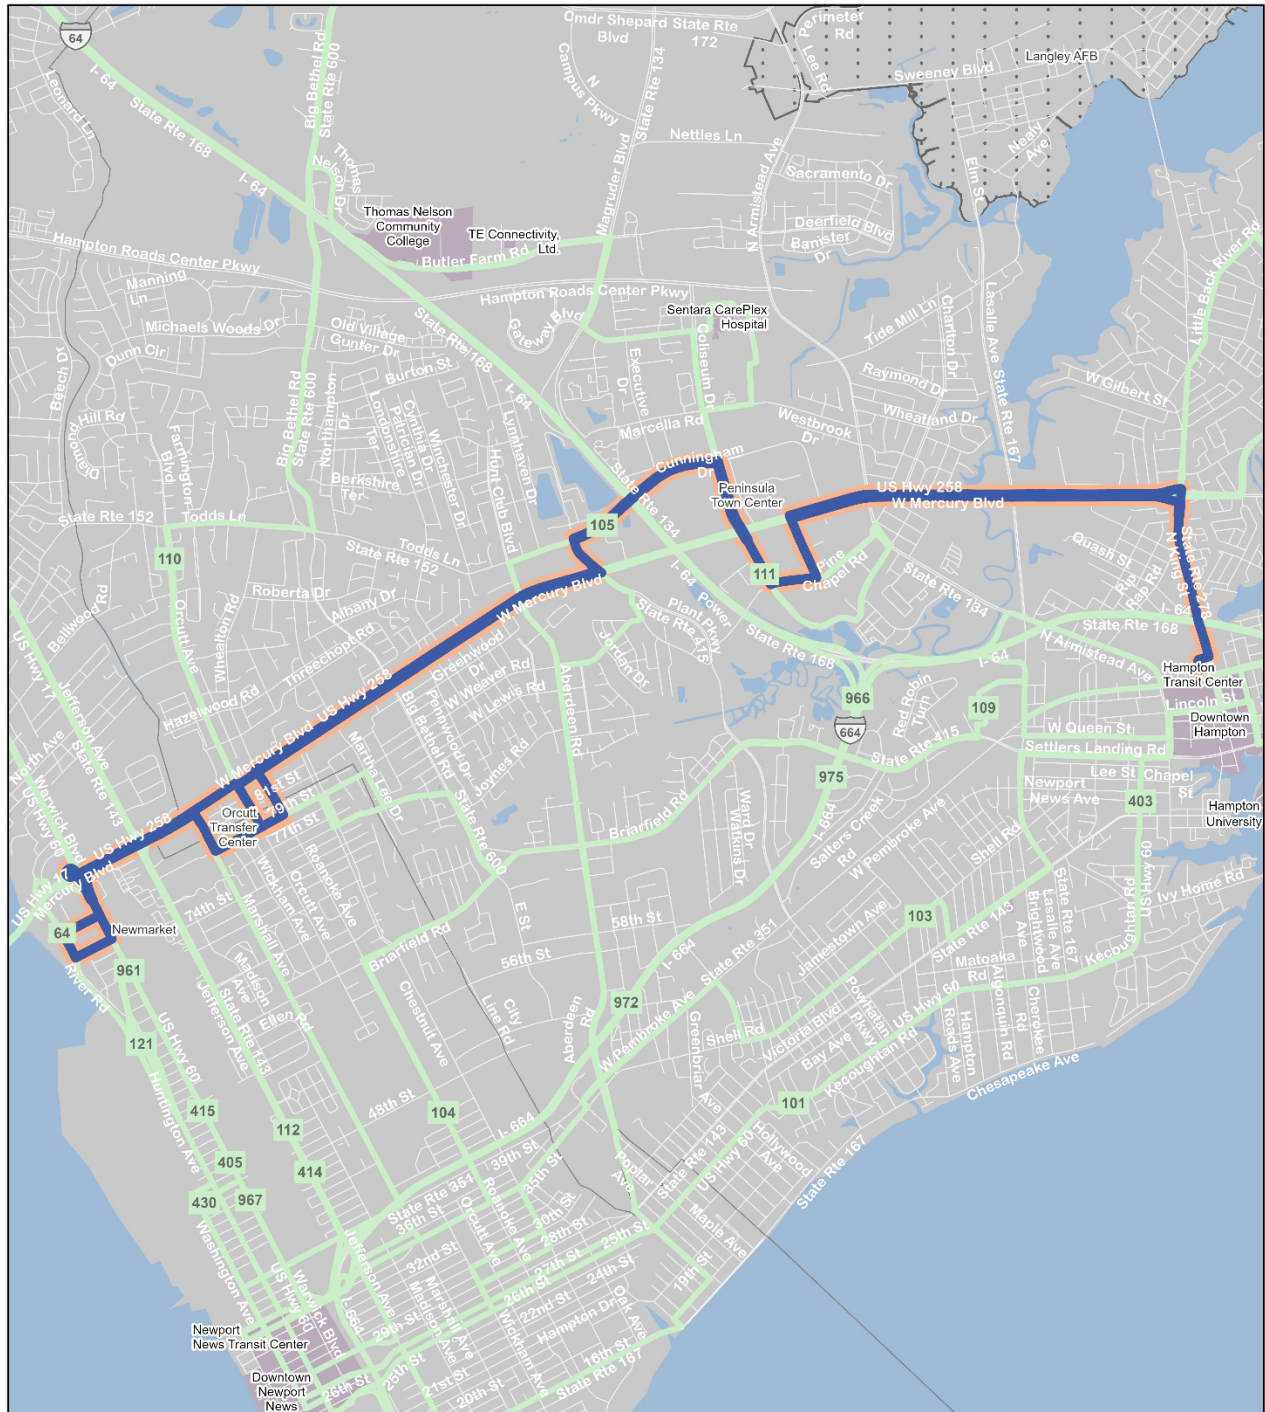 64
I- 64
State Rte 168
I- 64
Leonard Ln
Big Bethel Rd
State Rte 600
Cmdr Shepard State Rte
Blvd
172
N
Campus Pkwy
State Rte 134
Magruder Blvd
Perimeter
Rd
Lee Rd
Langley AFB
Sweeney Blvd
Nealy
Ave
Nettles Ln
Sacramento Dr
N Armistead Ave
Elm St
Thomas
Nelson Dr
Thomas Nelson
Community
College
TE Connectivity,
Ltd.
Butler Farm Rd
Deerfield Blvd
Banister
Dr
Little Back River Rd
Hampton Roads Center Pkwy
Manning
Ln
Hampton Roads Center Pkwy
Sentara CarePlex
Hospital
Michaels Woods Dr
Old Village
Gunter Dr
Gateway Blvd
State Rte 168
I- 64
Tide Mill Ln
Charlton Dr
Lasalle Ave
State Rte 167
Dunn Cir
Beech Dr
Burton St
Executive
Dr
Coliseum Dr
Raymond Dr
W Gilbert St
Big Bethel Rd
State Rte 600
Northampton
Dr
Londonshire
Ter
Patrician Dr
Cynthia Dr
Winchester Dr
Hunt Club Blvd
Lynnhaven Dr
Marcella Rd
Westbrook
Dr
Wheatland Dr
Diamond
Hill Rd
Farmington
Blvd
Berkshire
Ter
Cunningham
Dr
State Rte 134
Peninsula
Town Center
US Hwy 258
W Mercury Blvd
State Rte 152
Todds Ln
105
110
Todds Ln
State Rte 152
Quash St
Rip
Rap Rd
N King St
State Rte 278
111
Pine
Chapel Rd
I- 64
State Rte 134
Roberta Dr
Albany Dr
W Mercury Blvd
Power
Plant Pkwy
State Rte 415
I- 64
State Rte 168
Bellwood Rd
Orcutt Ave
Wheaton Rd
Threechopt Rd
Greenwood
Dr
Jordan Dr
State Rte 168
N Armistead Ave
I- 64
US Hwy 17
W Weaver Rd
W Lewis Rd
Hampton
Transit Center
Hazelwood Rd
US Hwy 258
Pennwood Dr
Big Bethel Rd
Aberdeen Rd
966
Red Robin
Turn
109
Lincoln St
Downtown
Hampton
W Queen St
Settlers Landing Rd
664
North Ave
Jefferson Ave
State Rte 143
W Mercury Blvd
Martha Lee Dr
Joynes Rd
975
State Rte 415
Lee St
Chapel
St
Newport
News Ave
Warwick Blvd
US Hwy 60
81st St
79th St
77th St
Orcutt
Transfer
Center
State Rte 600
Briarfield Rd
Ward Dr
Watkins Dr
I- 664
Salters Creek
Rd
W Pembroke Ave
Shell Rd
403
Hampton
University
US Hwy 258
US Hwy 17
Mercury Blvd
Wickham Ave
Orcutt Ave
Roanoke Ave
74th St
Marshall Ave
E St
58th St
103
State Rte 143
State Rte 167
Lasalle Ave
Brightwood
Ave
Kecoughtan Rd
US Hwy 60
Ivy Home Rd
64
Newmarket
Briarfield Rd
56th St
Jamestown Ave
961
River Rd
Madison
Ave
Ellen Rd
Jefferson Ave
State Rte 143
Chestnut Ave
City
Line Rd
Aberdeen
Rd
972
I- 664
State Rte 351
W Pembroke Ave
Matoaka
Rd
Algonquin Rd
Cherokee
Rd
121
US Hwy 60
Greenbriar Ave
Shell Rd
Victoria Blvd
Powhatan
Pkwy
Bay Ave
US Hwy 60
Kecoughtan Rd
Hampton
Roads Ave
Chesapeake Ave
Huntington Ave
415
112
48th St
104
101
405
414
I- 664
39th St
State Rte 143
Hollywood
Ave
430
967
State Rte 351
36th St
35th St
Poplar
Ave
US Hwy 60
State Rte 167
Washington Ave
Jefferson Ave
Roanoke Ave
Orcutt Ave
30th St
28th St
25th St
Maple Ave
32nd St
27th St
26th St
24th St
19th St
US Hwy 60
Warwick Blvd
I- 664
Marshall Ave
Madison Ave
29th St
22nd St
Hampton Dr
Oak
Ave
Newport
News Transit Center
Wickham Ave
16th St
State Rte 167
Downtown
Newport
News
26th St
25th St
21st St
20th St